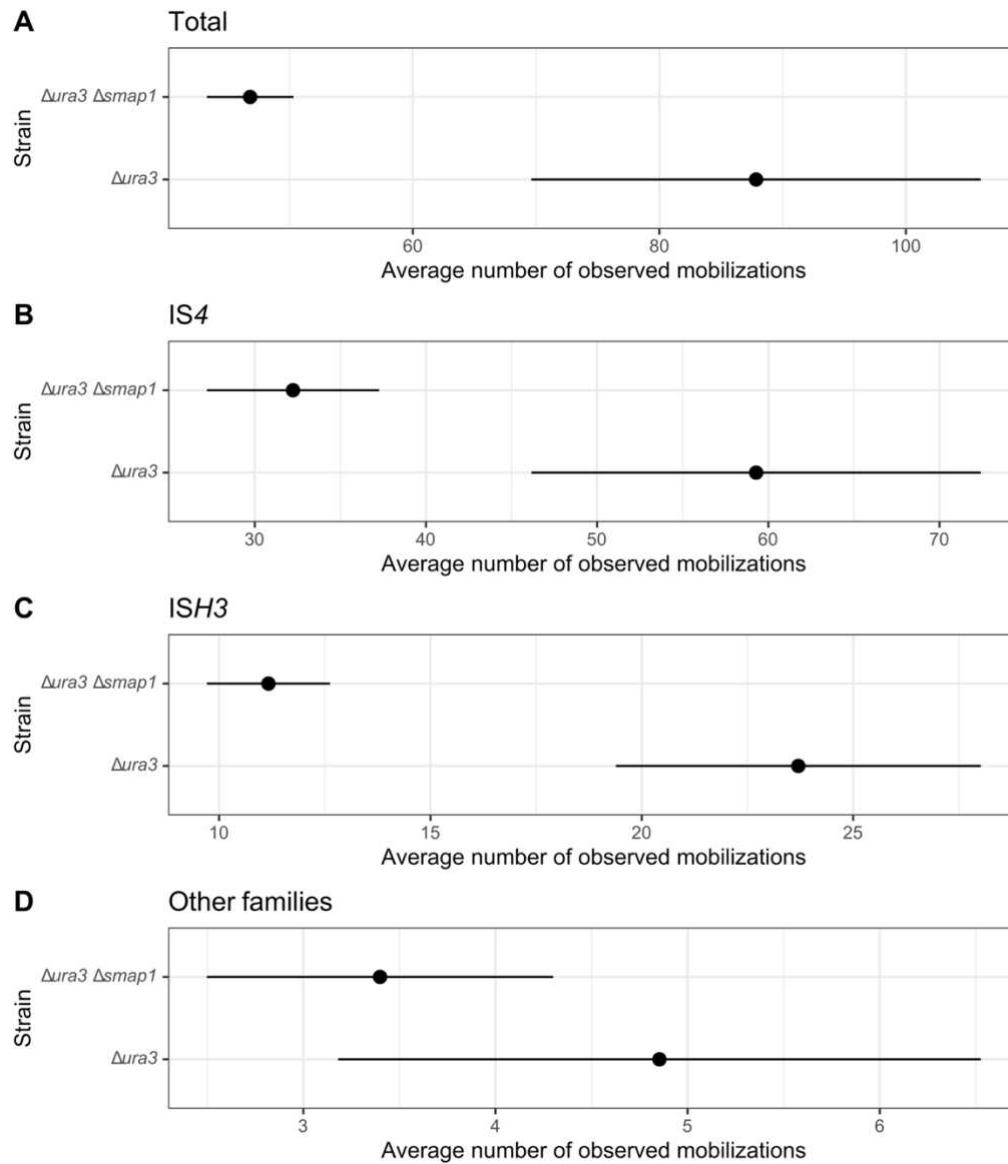 A Total
Strain
Δura3 Δsmap1
Δura3
60 80 100
Average number of observed mobilizations
B IS4
Strain
Δura3 Δsmap1
Δura3
30 40 50 60 70
Average number of observed mobilizations
C ISH3
Strain
Δura3 Δsmap1
Δura3
10 15 20 25
Average number of observed mobilizations
D Other families
Strain
Δura3 Δsmap1
Δura3
3 4 5 6
Average number of observed mobilizations